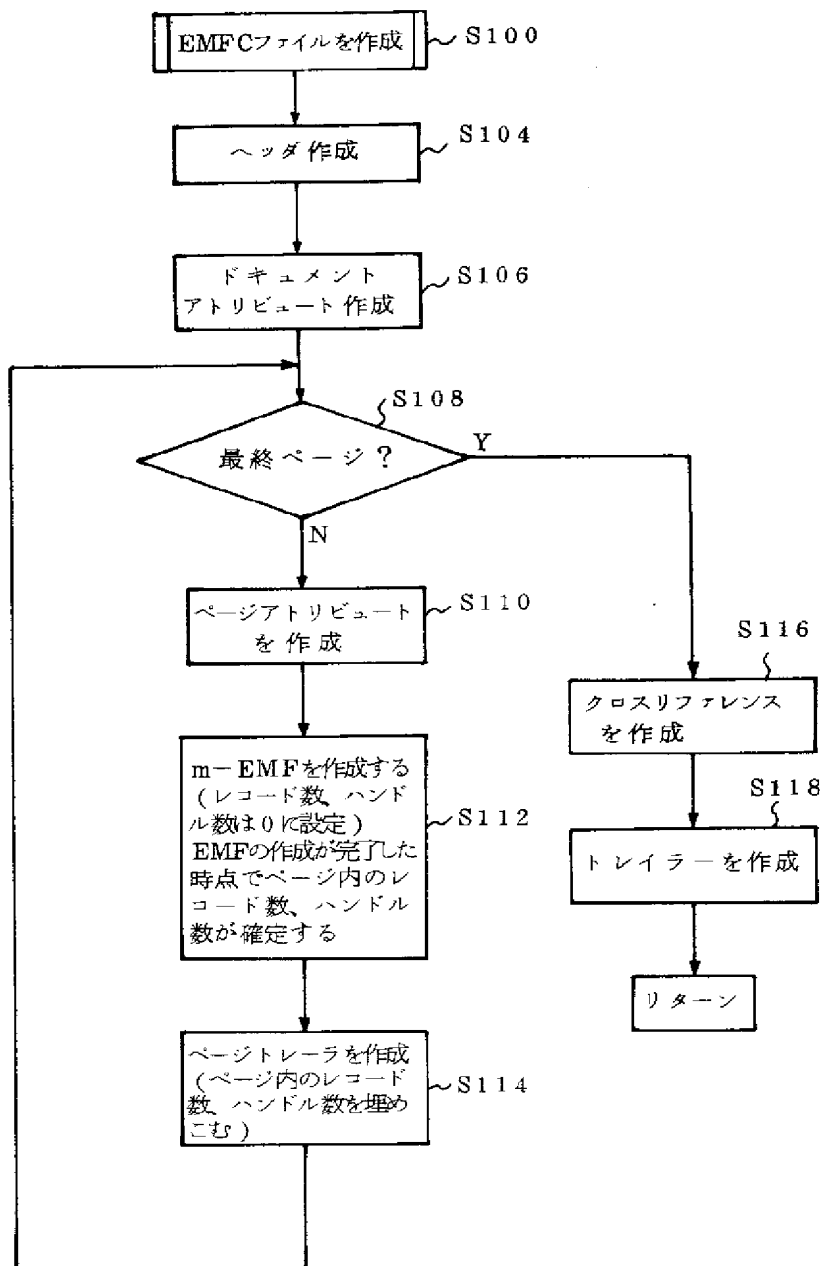 EMFCファイルを作成
S100
ヘッダ作成
S104
ドキュメント
アトリビュート作成
S106
最終ページ?
S108
Y
N
ページアトリビュート
を作成
S110
m-EMFを作成する
(レコード数、ハンド
ル数は0に設定)
EMFの作成が完了した
時点でページ内のレ
コード数、ハンドル
数が確定する
S112
ページトレーラを作成
(ページ内のレコード
数、ハンドル数を埋め
こむ)
S114
S116
クロスリファレンス
を作成
S118
トレイラーを作成
リターン